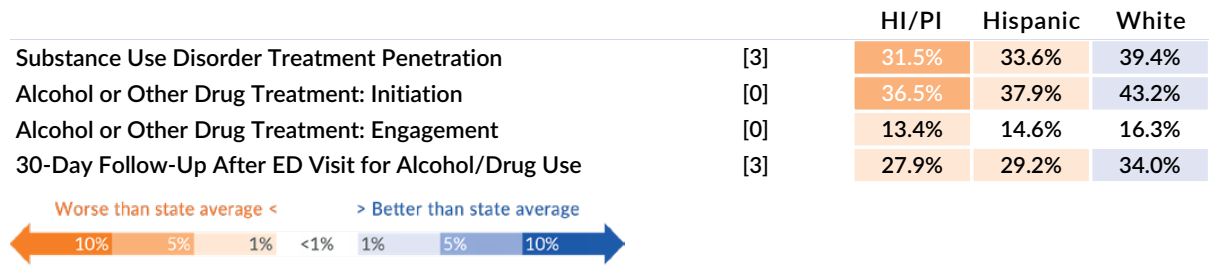 HI/PI Hispanic White
Substance Use Disorder Treatment Penetration [3] 31.5% 33.6% 39.4%
Alcohol or Other Drug Treatment: Initiation [0] 36.5% 37.9% 43.2%
Alcohol or Other Drug Treatment: Engagement [0] 13.4% 14.6% 16.3%
30-Day Follow-Up After ED Visit for Alcohol/Drug Use [3] 27.9% 29.2% 34.0%
Worse than state average < > Better than state average
10% 5% 1% <1% 1% 5% 10%